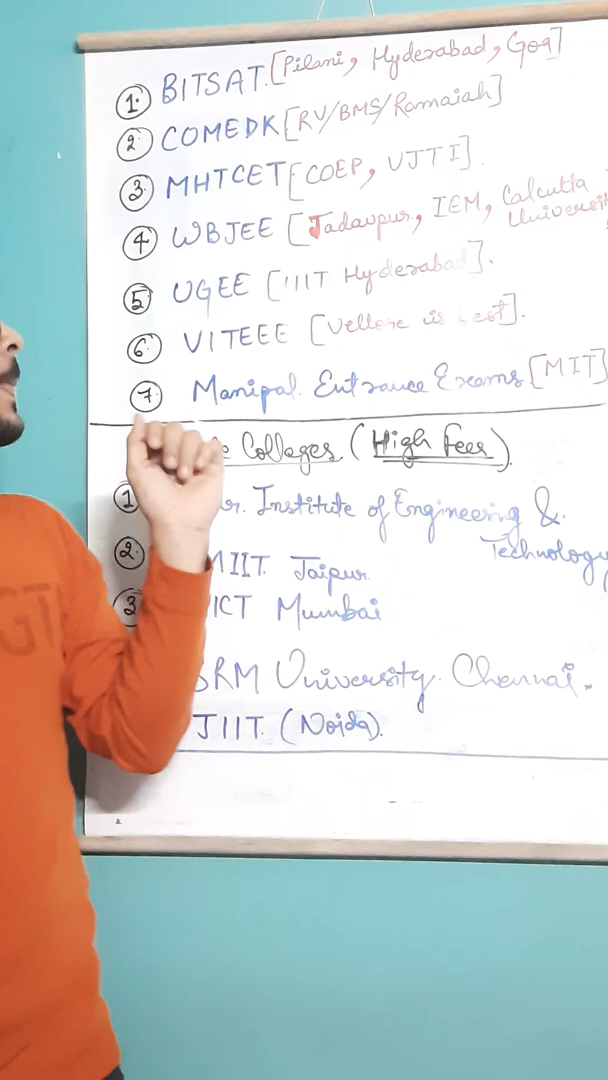 1. BITSAT. [Pilani, Hyderabad, Goa]
2. COMEDK [RV/BMS/Ramaiah]
3. MHTCET [COEP, VJTI].
4. WBJEE [Jadavpur, IEM, Calcutta
Universit
5. UGEE [IIIT Hyderabad].
6. VITEEE [Vellore is best].
7. Manipal. Entrance Exams [MIT]
Colleges (High Fees).
1 r. Institute of Engineering &
Technology
2. MIIT Jaipur
3 ICT Mumbai
SRM University. Chennai.
JIIT. (Noida).
GT